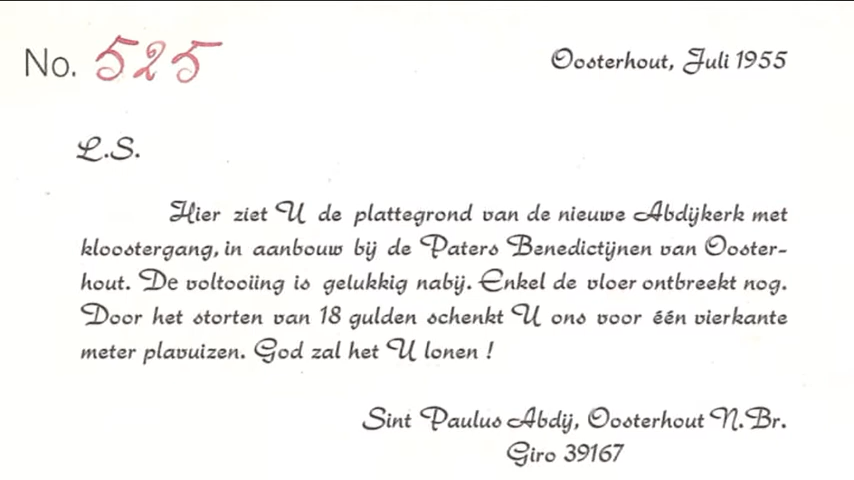 No. 525
Oosterhout, Juli 1955
L.S.
Hier ziet U de plattegrond van de nieuwe Abdijkerk met
kloostergang, in aanbouw bij de Paters Benedictijnen van Ooster-
hout. De voltooiing is gelukkig nabij. Enkel de vloer ontbreekt nog.
Door het storten van 18 gulden schenkt U ons voor één vierkante
meter plavuizen. God zal het U lonen !
Sint Paulus Abdij, Oosterhout N.Br.
Giro 39167